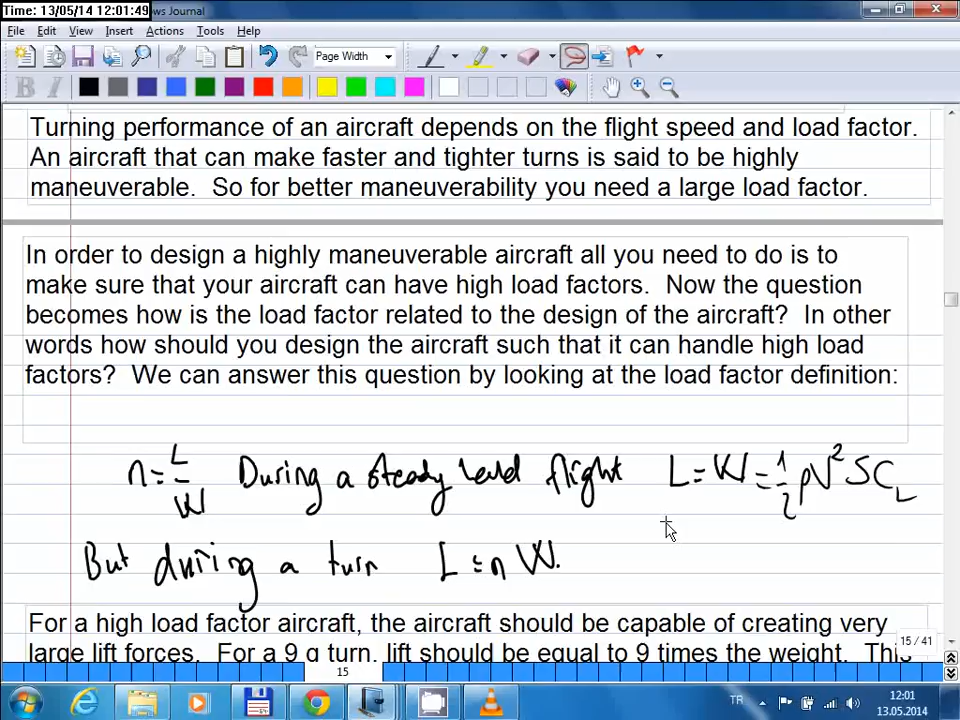 Time: 13/05/14 12:01:49 ows Journal
File Edit View Insert Actions Tools Help
Page Width
B I
Turning performance of an aircraft depends on the flight speed and load factor.
An aircraft that can make faster and tighter turns is said to be highly
maneuverable. So for better maneuverability you need a large load factor.
In order to design a highly maneuverable aircraft all you need to do is to
make sure that your aircraft can have high load factors. Now the question
becomes how is the load factor related to the design of the aircraft? In other
words how should you design the aircraft such that it can handle high load
factors? We can answer this question by looking at the load factor definition:
n = L/W During a steady level flight L = W = 1/2 ρV² S C_L
But during a turn L = n W.
For a high load factor aircraft, the aircraft should be capable of creating very
15 / 41
large lift forces. For a 9 g turn, lift should be equal to 9 times the weight. This
15
TR
12:01
13.05.2014